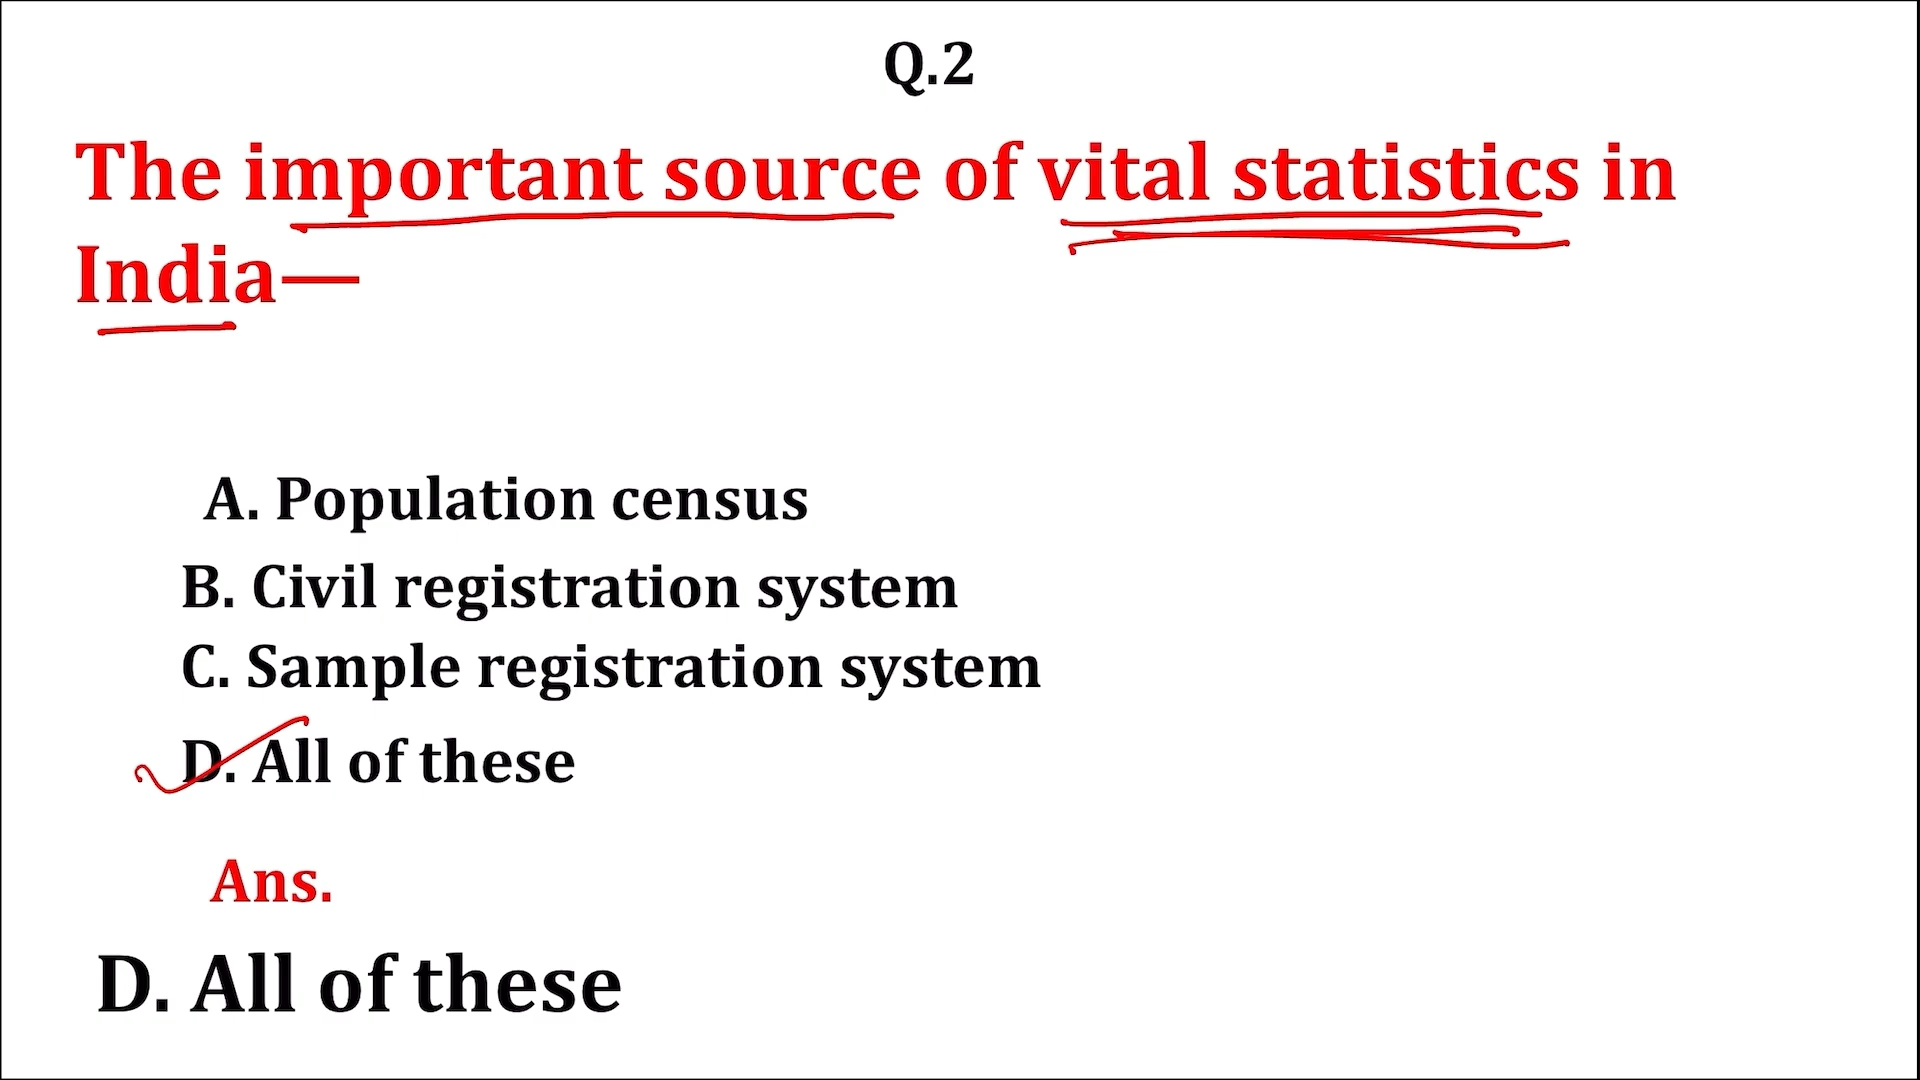 Q.2
The important source of vital statistics in
India—
A. Population census
B. Civil registration system
C. Sample registration system
D. All of these
Ans.
D. All of these